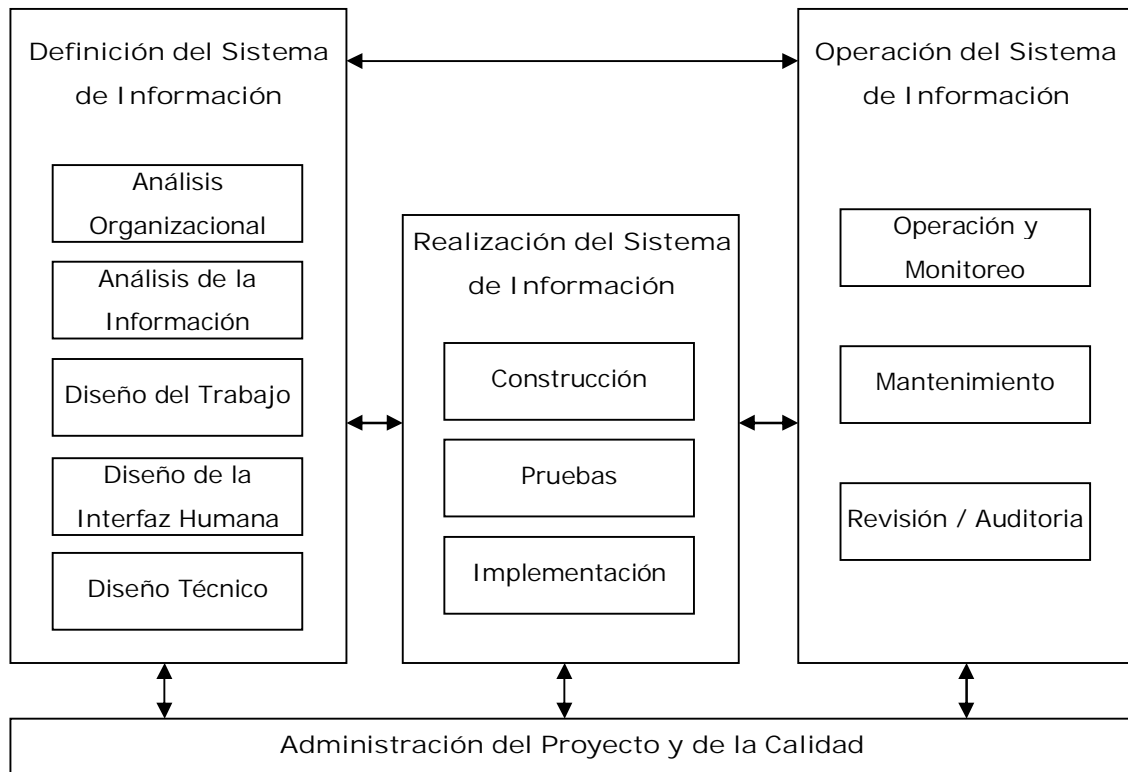 Definición del Sistema
de Información
Análisis
Organizacional
Análisis de la
Información
Diseño del Trabajo
Diseño de la
Interfaz Humana
Diseño Técnico
Realización del Sistema
de Información
Construcción
Pruebas
Implementación
Operación del Sistema
de Información
Operación y
Monitoreo
Mantenimiento
Revisión / Auditoria
Administración del Proyecto y de la Calidad